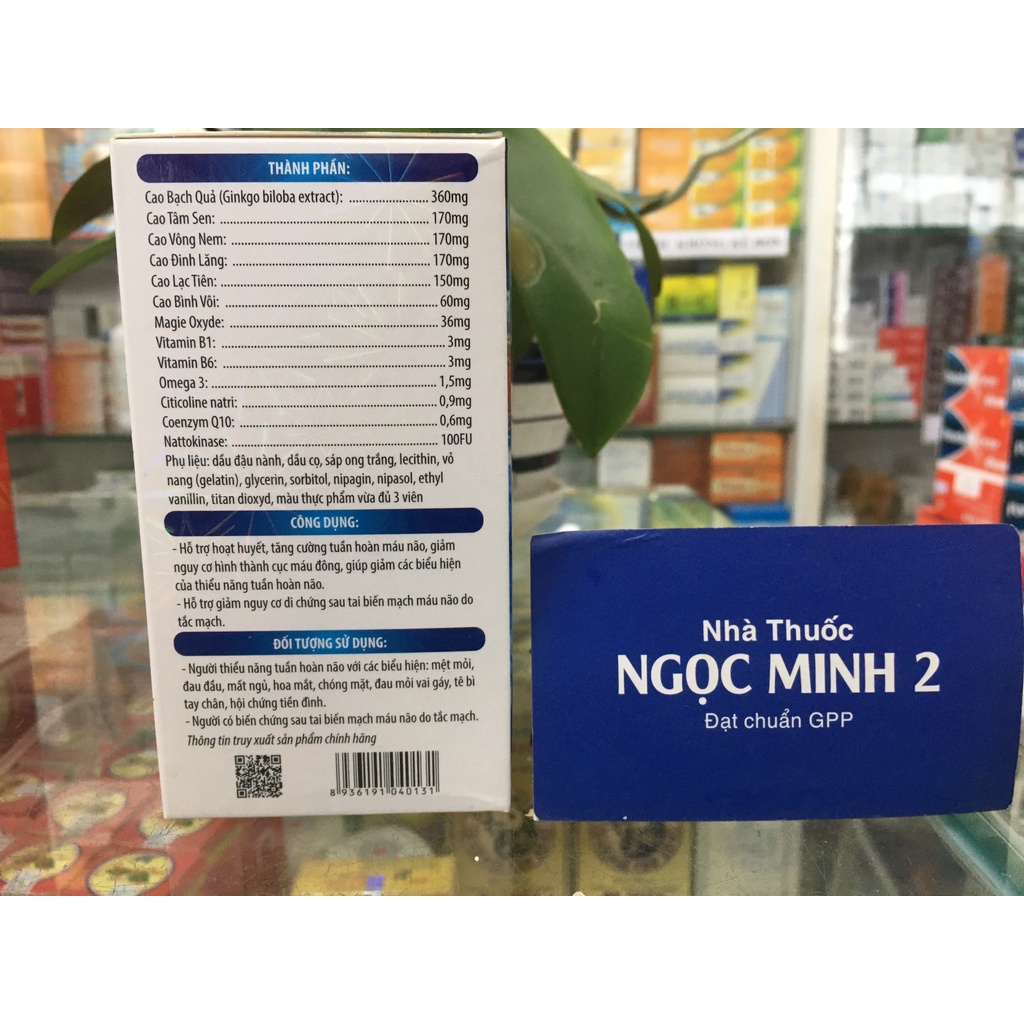 THÀNH PHẦN:
Cao Bạch Quả (Ginkgo biloba extract): ........................ 360mg
Cao Tâm Sen: ........................ 170mg
Cao Vông Nem: ........................ 170mg
Cao Đinh Lăng: ........................ 170mg
Cao Lạc Tiên: ........................ 150mg
Cao Bình Vôi: ........................ 60mg
Magie Oxyde: ........................ 36mg
Vitamin B1: ........................ 3mg
Vitamin B6: ........................ 3mg
Omega 3: ........................ 1,5mg
Citicoline natri: ........................ 0,9mg
Coenzym Q10: ........................ 0,6mg
Nattokinase: ........................ 100FU
Phụ liệu: dầu đậu nành, dầu cọ, sáp ong trắng, lecithin, vỏ
nang (gelatin), glycerin, sorbitol, nipagin, nipasol, ethyl
vanillin, titan dioxyd, màu thực phẩm vừa đủ 3 viên
CÔNG DỤNG:
- Hỗ trợ hoạt huyết, tăng cường tuần hoàn máu não, giảm
nguy cơ hình thành cục máu đông, giúp giảm các biểu hiện
của thiểu năng tuần hoàn não.
- Hỗ trợ giảm nguy cơ di chứng sau tai biến mạch máu não do
tắc mạch.
ĐỐI TƯỢNG SỬ DỤNG:
- Người thiểu năng tuần hoàn não với các biểu hiện: mệt mỏi,
đau đầu, mất ngủ, hoa mắt, chóng mặt, đau mỏi vai gáy, tê bì
tay chân, hội chứng tiền đình.
- Người có biến chứng sau tai biến mạch máu não do tắc mạch.
Thông tin truy xuất sản phẩm chính hãng
8 936191 040131
Nhà Thuốc
NGỌC MINH 2
Đạt chuẩn GPP